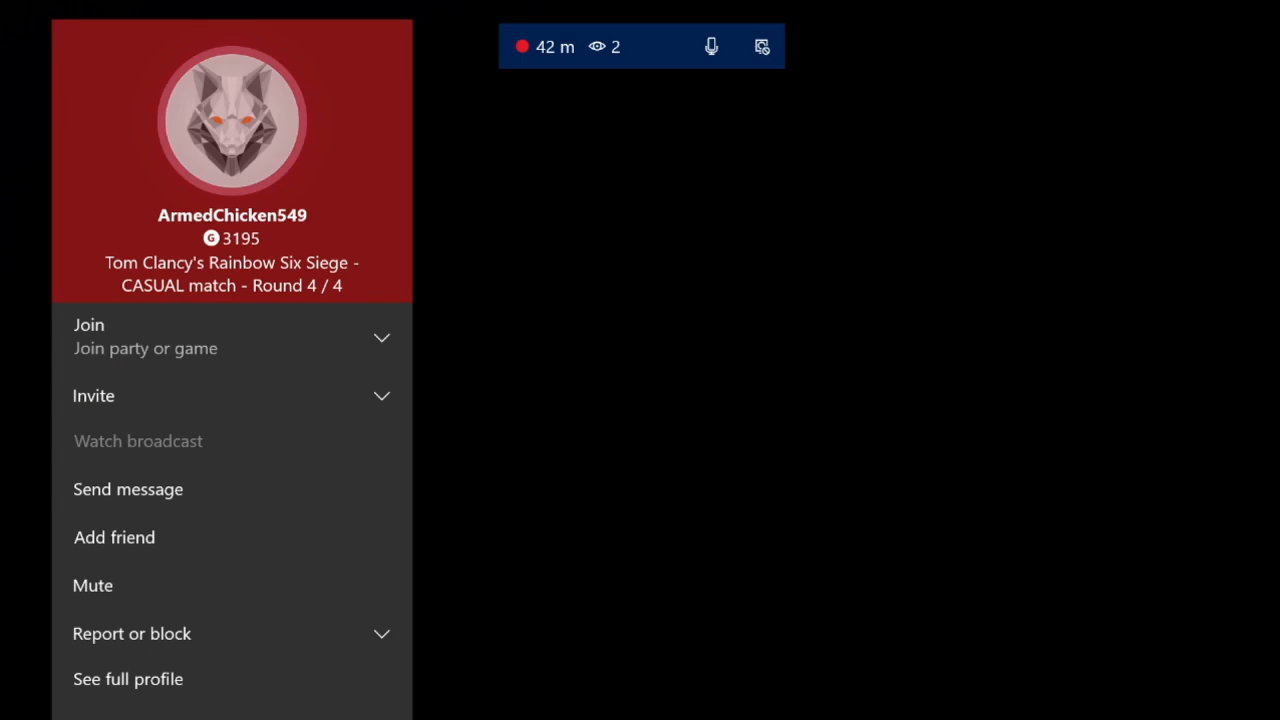 42 m 2
ArmedChicken549
G 3195
Tom Clancy's Rainbow Six Siege -
CASUAL match - Round 4 / 4
Join
Join party or game
Invite
Watch broadcast
Send message
Add friend
Mute
Report or block
See full profile